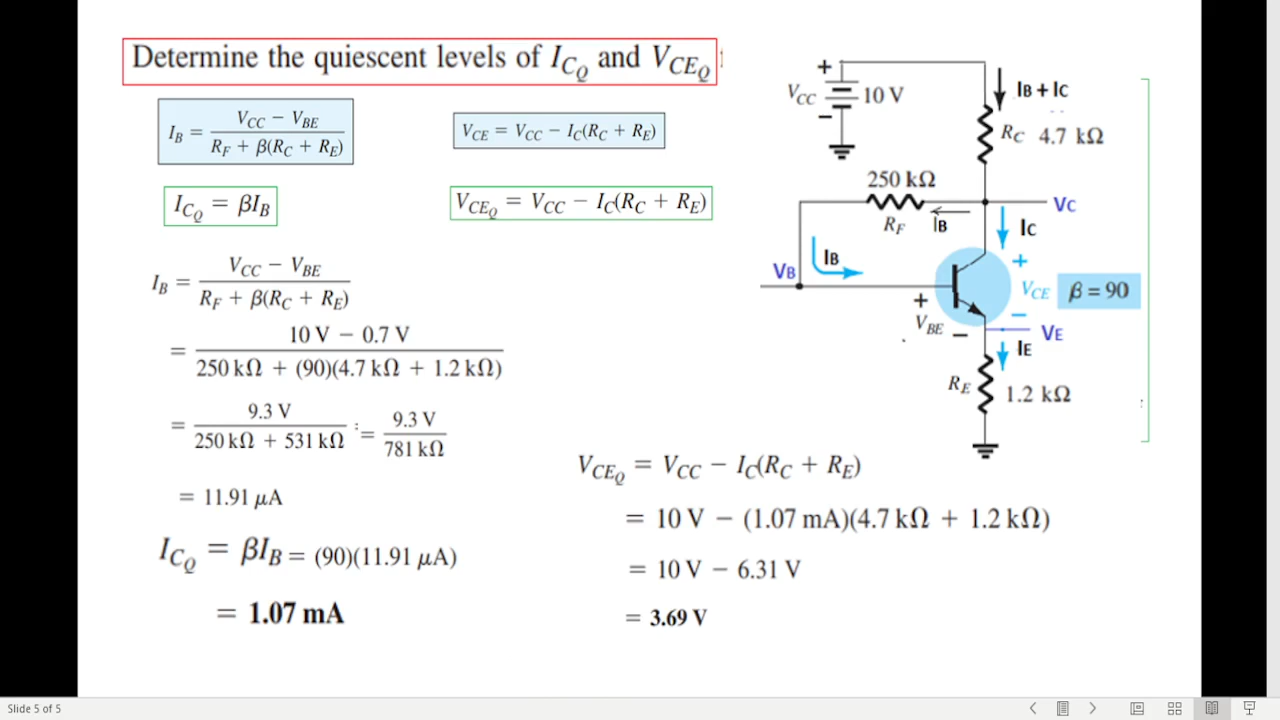 Determine the quiescent levels of I_CQ and V_CEQ
I_B = (V_CC − V_BE) / (R_F + β(R_C + R_E))
V_CE = V_CC − I_C(R_C + R_E)
I_CQ = βI_B
V_CEQ = V_CC − I_C(R_C + R_E)
I_B = (V_CC − V_BE) / (R_F + β(R_C + R_E))
= (10 V − 0.7 V) / (250 kΩ + (90)(4.7 kΩ + 1.2 kΩ))
= 9.3 V / (250 kΩ + 531 kΩ) : = 9.3 V / 781 kΩ
= 11.91 μA
I_CQ = βI_B = (90)(11.91 μA)
= 1.07 mA
V_CEQ = V_CC − I_C(R_C + R_E)
= 10 V − (1.07 mA)(4.7 kΩ + 1.2 kΩ)
= 10 V − 6.31 V
= 3.69 V
+
V_CC 10 V
−
IB + IC
R_C 4.7 kΩ
250 kΩ
R_F IB
VC
IC
IB
VB
+
V_CE β = 90
−
+
V_BE −
VE
IE
R_E 1.2 kΩ
Slide 5 of 5